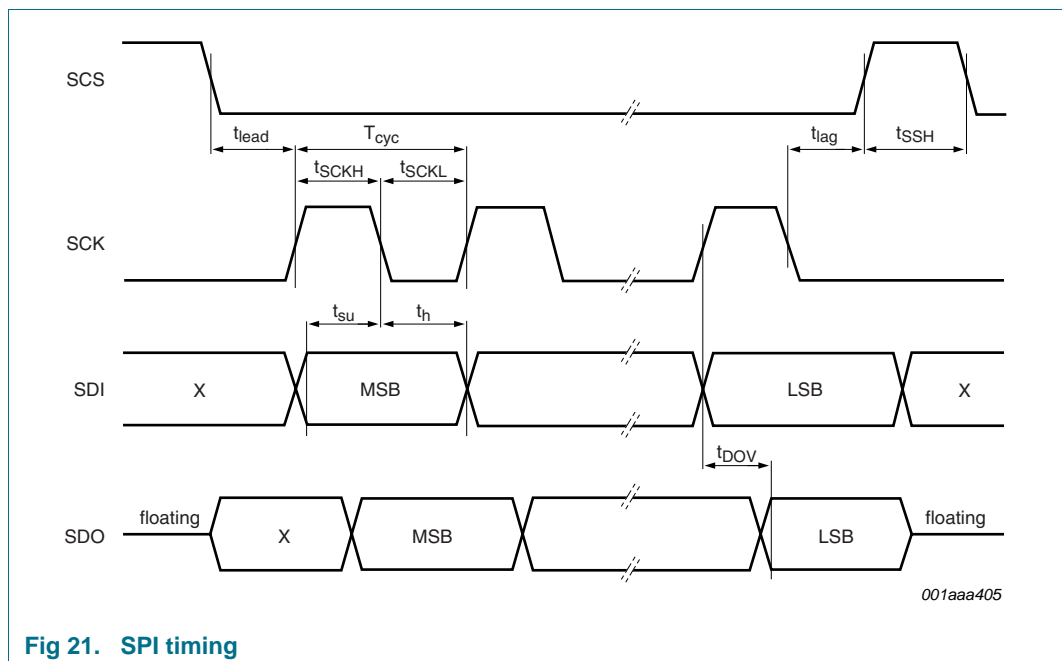 SCS
tlead
Tcyc
tlag
tSSH
tSCKH
tSCKL
SCK
tsu
th
SDI
X
MSB
LSB
X
tDOV
floating
floating
SDO
X
MSB
LSB
001aaa405
Fig 21. SPI timing